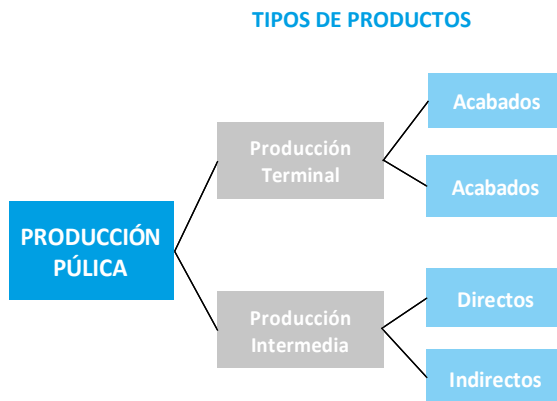 TIPOS DE PRODUCTOS
Acabados
Producción
Terminal
Acabados
PRODUCCIÓN
PÚLICA
Directos
Producción
Intermedia
Indirectos